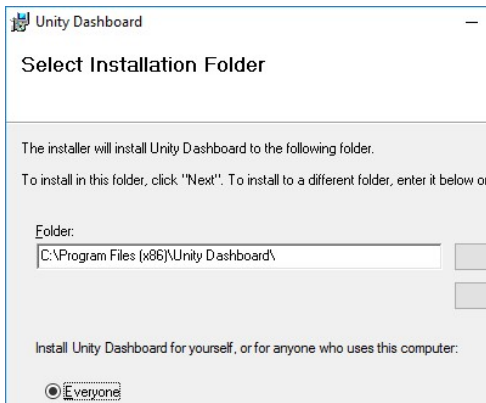 Unity Dashboard
Select Installation Folder
The installer will install Unity Dashboard to the following folder.
To install in this folder, click "Next". To install to a different folder, enter it below or
Folder:
C:\Program Files (x86)\Unity Dashboard\
Install Unity Dashboard for yourself, or for anyone who uses this computer:
Everyone